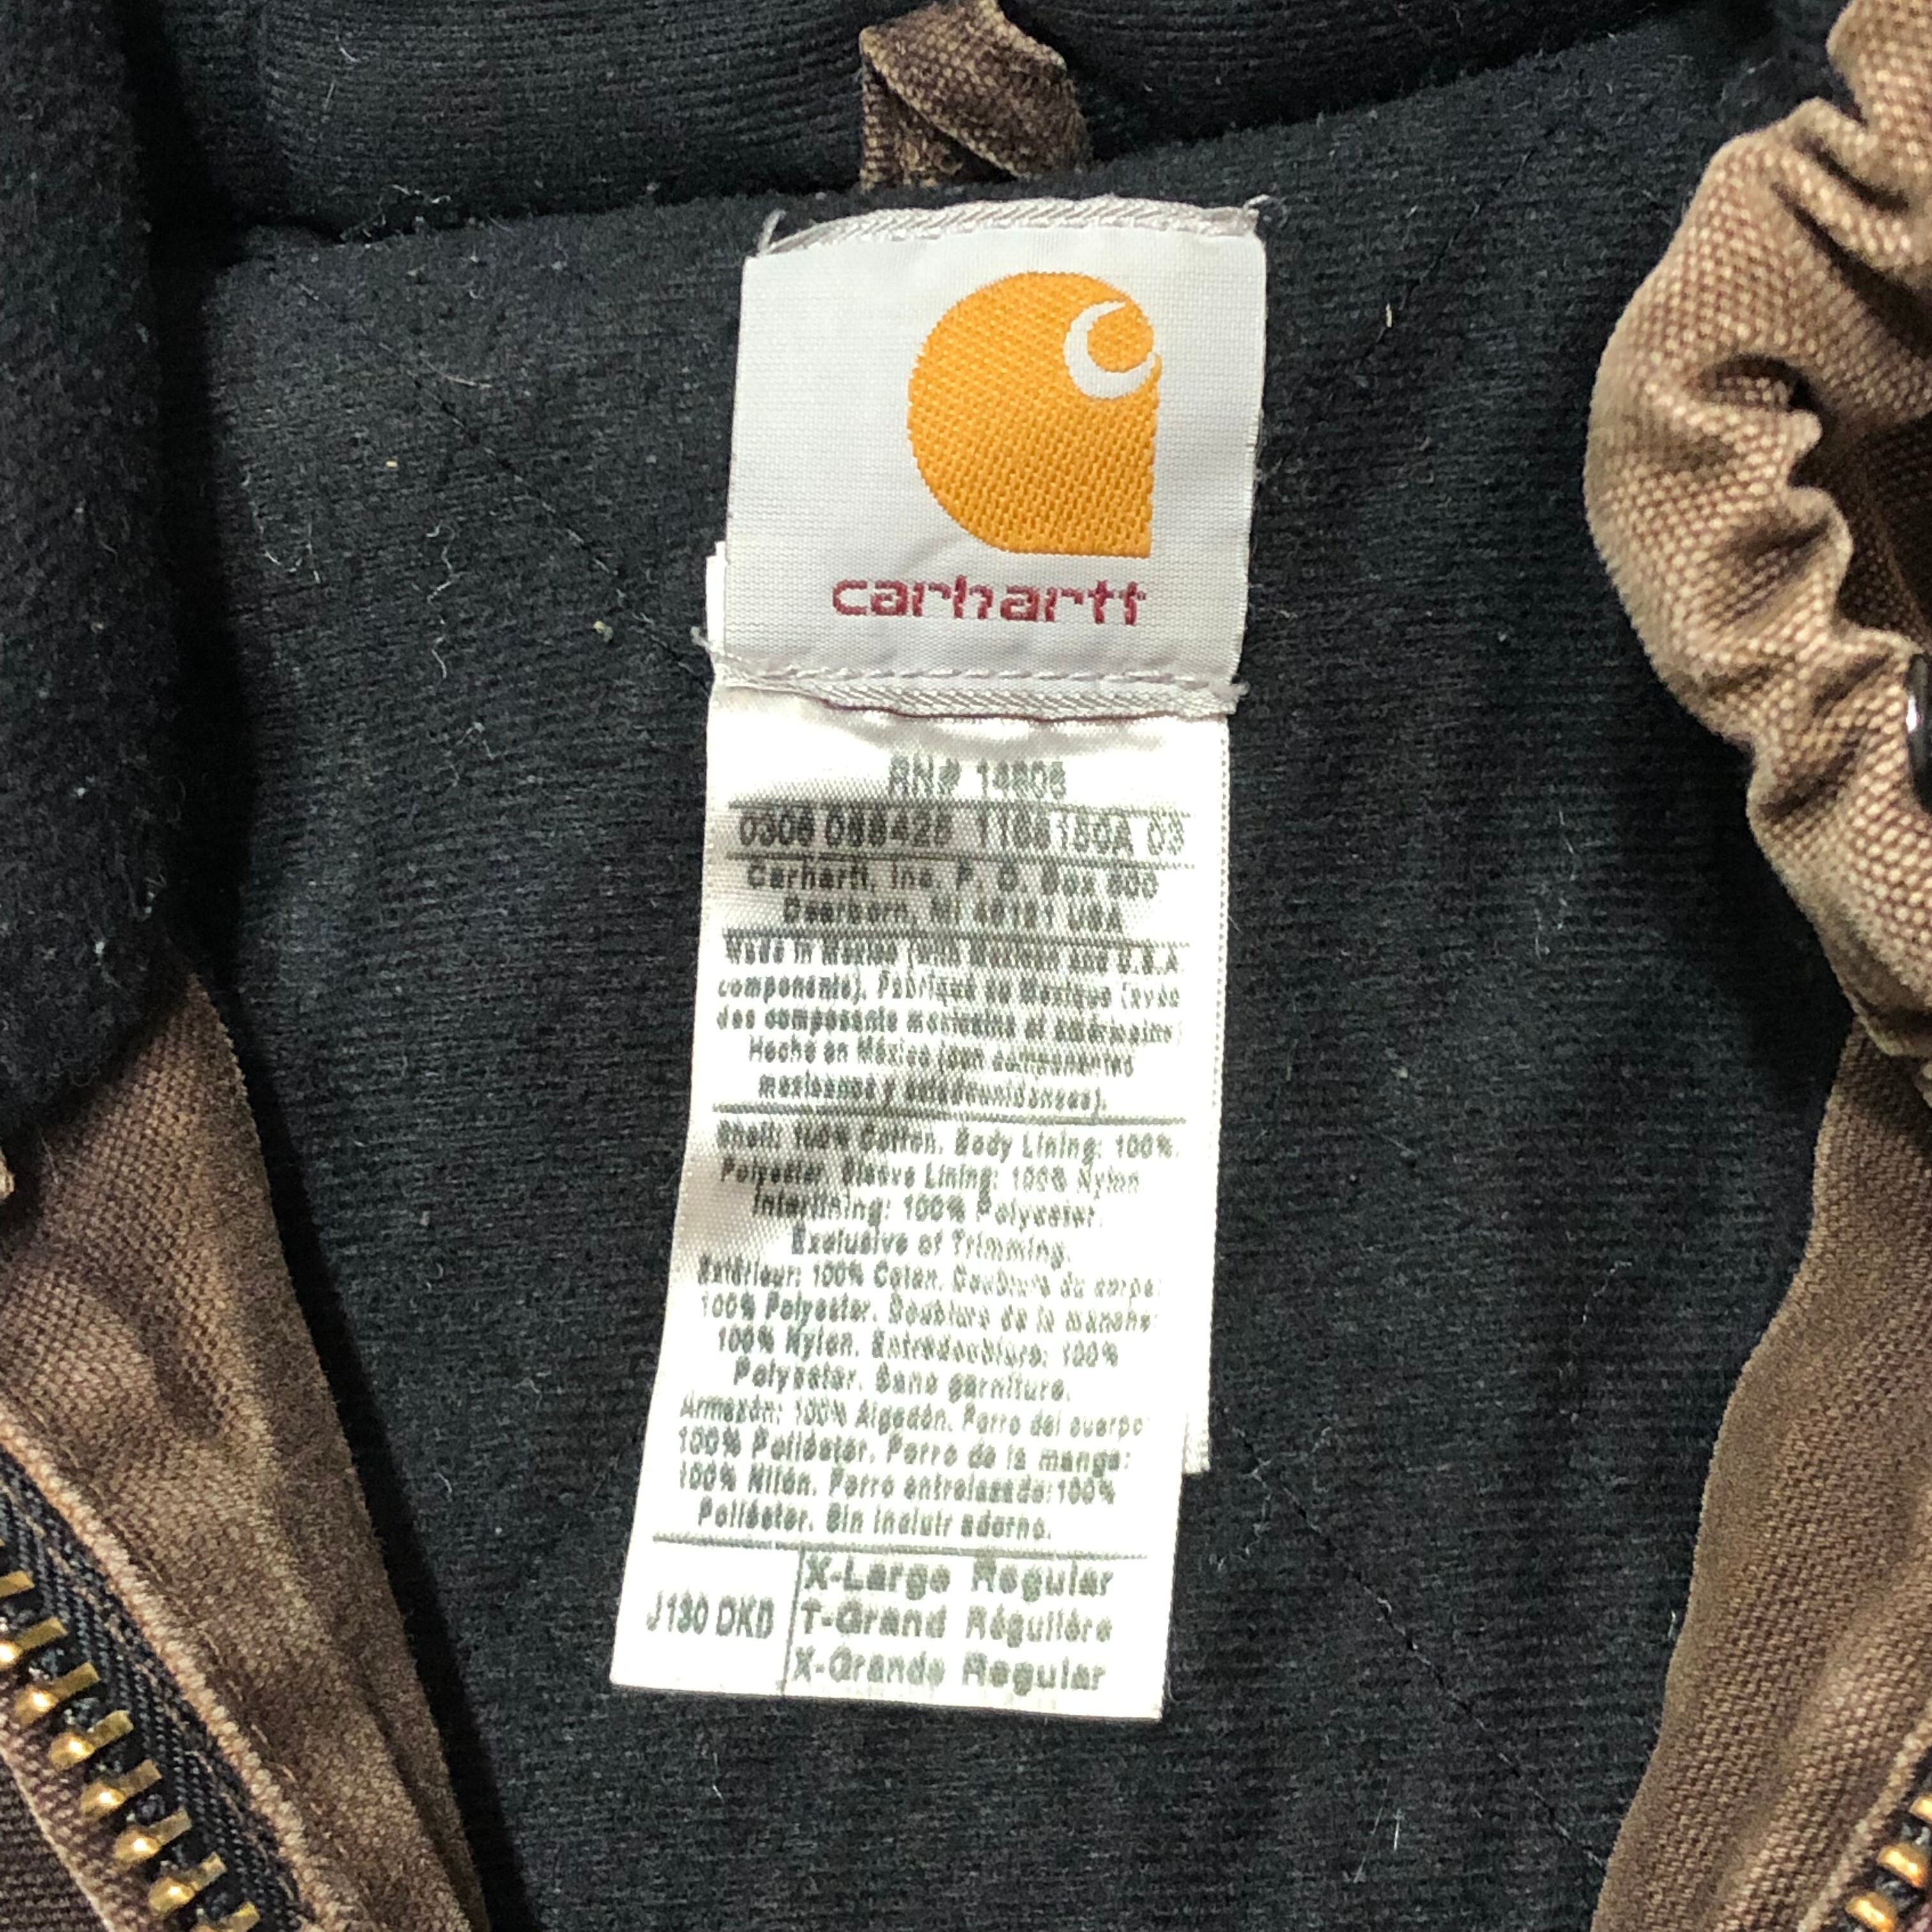 carhartt
RN# 14806
Carhartt, Inc. P. O. Box 600
Dearborn, MI 48121 USA
Made in Mexico (with Mexican and U.S.A.
components). Fabriqué au Mexique (avec
des composants mexicains et américains)
Hecho en México (con componentes
mexicanos y estadounidenses).
Shell: 100% Cotton. Body Lining: 100%
Polyester. Sleeve Lining: 100% Nylon
Interlining: 100% Polyester.
Exclusive of Trimming.
Extérieur: 100% Coton. Doublure du corps:
100% Polyester. Doublure de la manche:
100% Nylon. Entredoublure: 100%
Polyester. Sans garniture.
Armazón: 100% Algodón. Forro del cuerpo:
100% Poliéster. Forro de la manga:
100% Nilón. Forro entrelazado:100%
Poliéster. Sin incluir adorno.
J130 DKB
X-Large Regular
T-Grand Régulière
X-Grande Regular